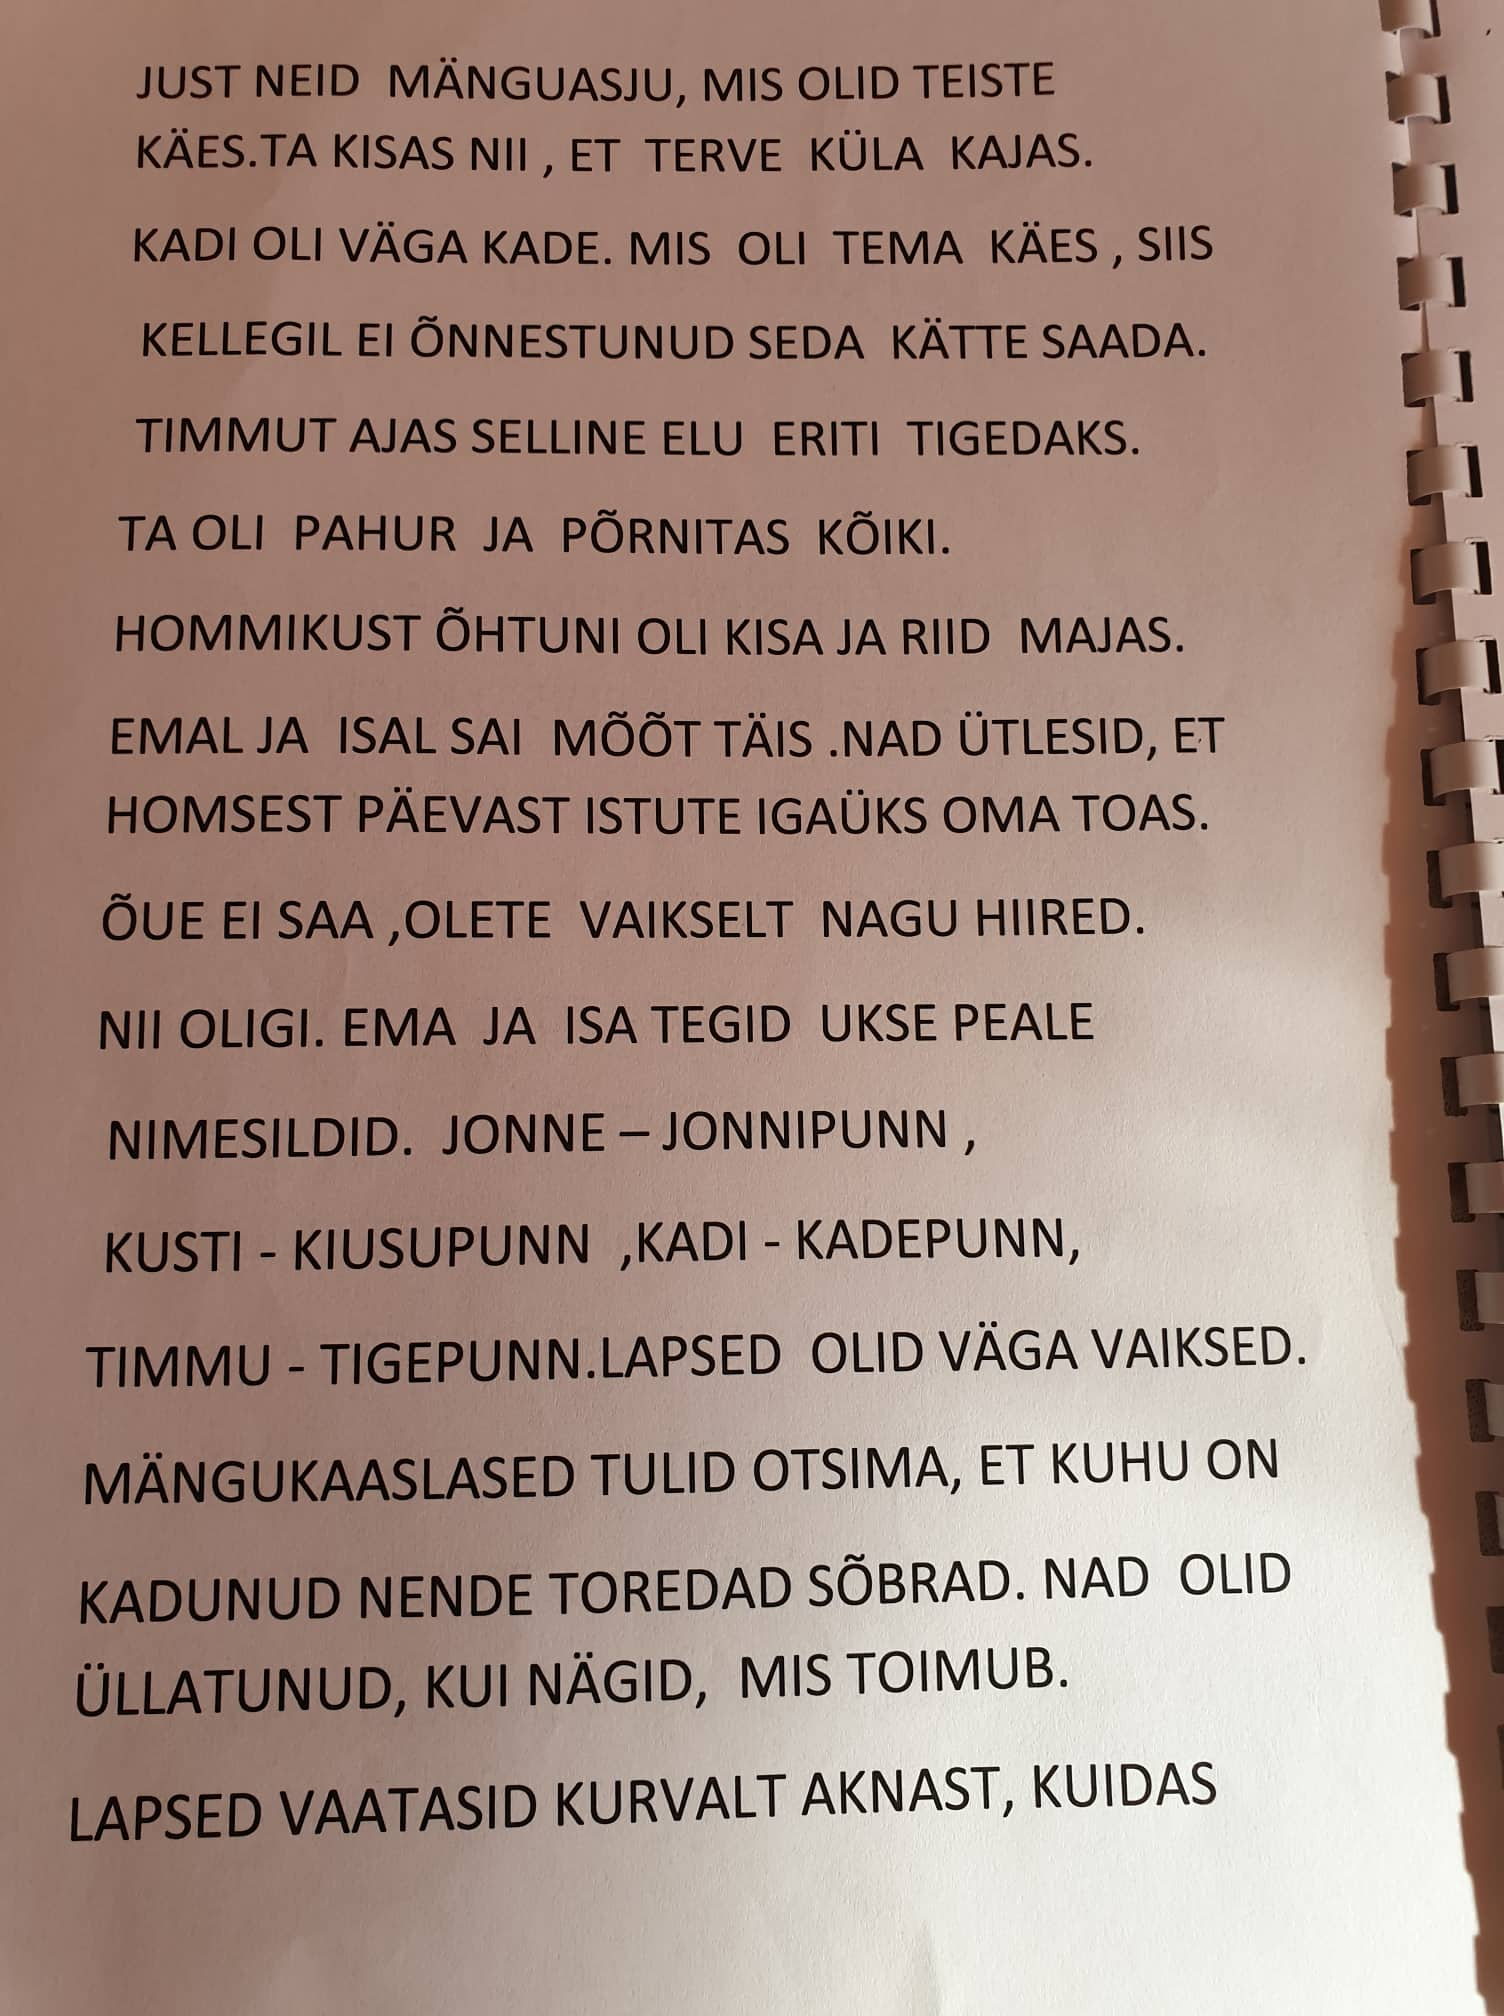 JUST NEID MÄNGUASJU, MIS OLID TEISTE
KÄES.TA KISAS NII , ET TERVE KÜLA KAJAS.
KADI OLI VÄGA KADE. MIS OLI TEMA KÄES , SIIS
KELLEGIL EI ÕNNESTUNUD SEDA KÄTTE SAADA.
TIMMUT AJAS SELLINE ELU ERITI TIGEDAKS.
TA OLI PAHUR JA PÕRNITAS KÕIKI.
HOMMIKUST ÕHTUNI OLI KISA JA RIID MAJAS.
EMAL JA ISAL SAI MÕÕT TÄIS .NAD ÜTLESID, ET
HOMSEST PÄEVAST ISTUTE IGAÜKS OMA TOAS.
ÕUE EI SAA ,OLETE VAIKSELT NAGU HIIRED.
NII OLIGI. EMA JA ISA TEGID UKSE PEALE
NIMESILDID. JONNE – JONNIPUNN ,
KUSTI - KIUSUPUNN ,KADI - KADEPUNN,
TIMMU - TIGEPUNN.LAPSED OLID VÄGA VAIKSED.
MÄNGUKAASLASED TULID OTSIMA, ET KUHU ON
KADUNUD NENDE TOREDAD SÕBRAD. NAD OLID
ÜLLATUNUD, KUI NÄGID, MIS TOIMUB.
LAPSED VAATASID KURVALT AKNAST, KUIDAS